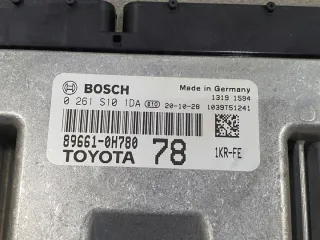 BOSCH Made in Germany
1319 1S94
0 261 S10 1DA 610 20-10-28 1039T51241
89661-0H780
TOYOTA 78 1KR-FE